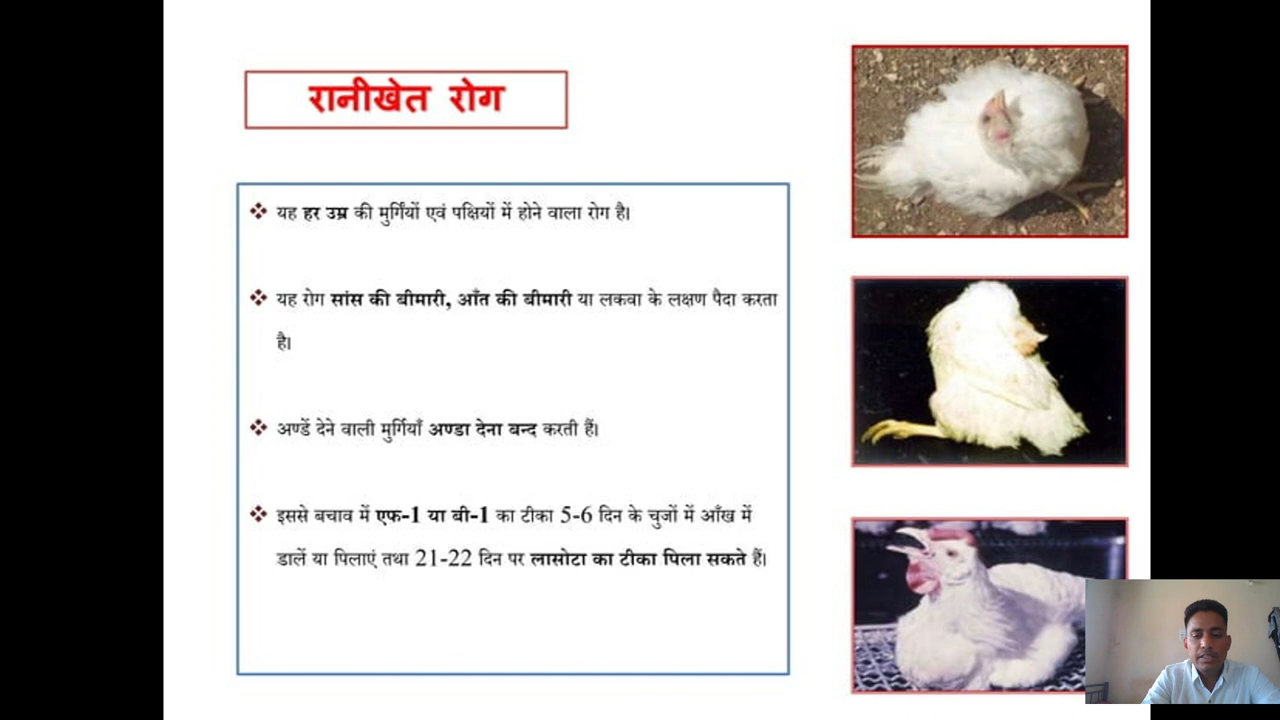 रानीखेत रोग
❖ यह हर उम्र की मुर्गियों एवं पक्षियों में होने वाला रोग है।
❖ यह रोग सांस की बीमारी, आँत की बीमारी या लकवा के लक्षण पैदा करता
है।
❖ अण्डें देने वाली मुर्गियाँ अण्डा देना बन्द करती हैं।
❖ इससे बचाव में एफ-1 या बी-1 का टीका 5-6 दिन के चुजों में आँख में
डालें या पिलाएं तथा 21-22 दिन पर लासोटा का टीका पिला सकते हैं।